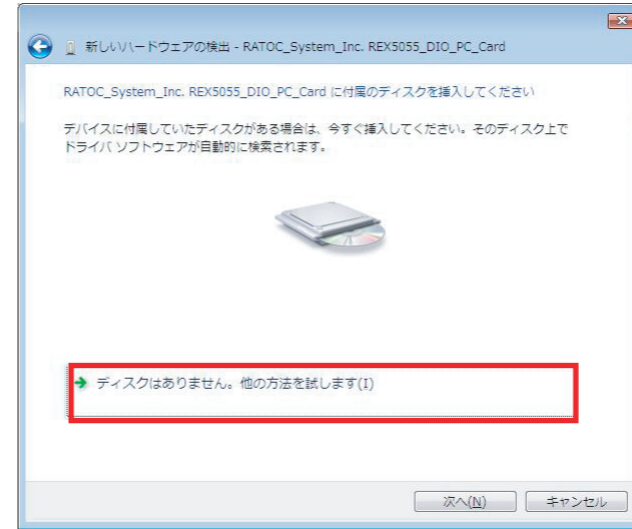 新しいハードウェアの検出 - RATOC_System_Inc. REX5055_DIO_PC_Card
RATOC_System_Inc. REX5055_DIO_PC_Card に付属のディスクを挿入してください
デバイスに付属していたディスクがある場合は、今すぐ挿入してください。そのディスク上で
ドライバ ソフトウェアが自動的に検索されます。
ディスクはありません。他の方法を試します(I)
次へ(N)
キャンセル